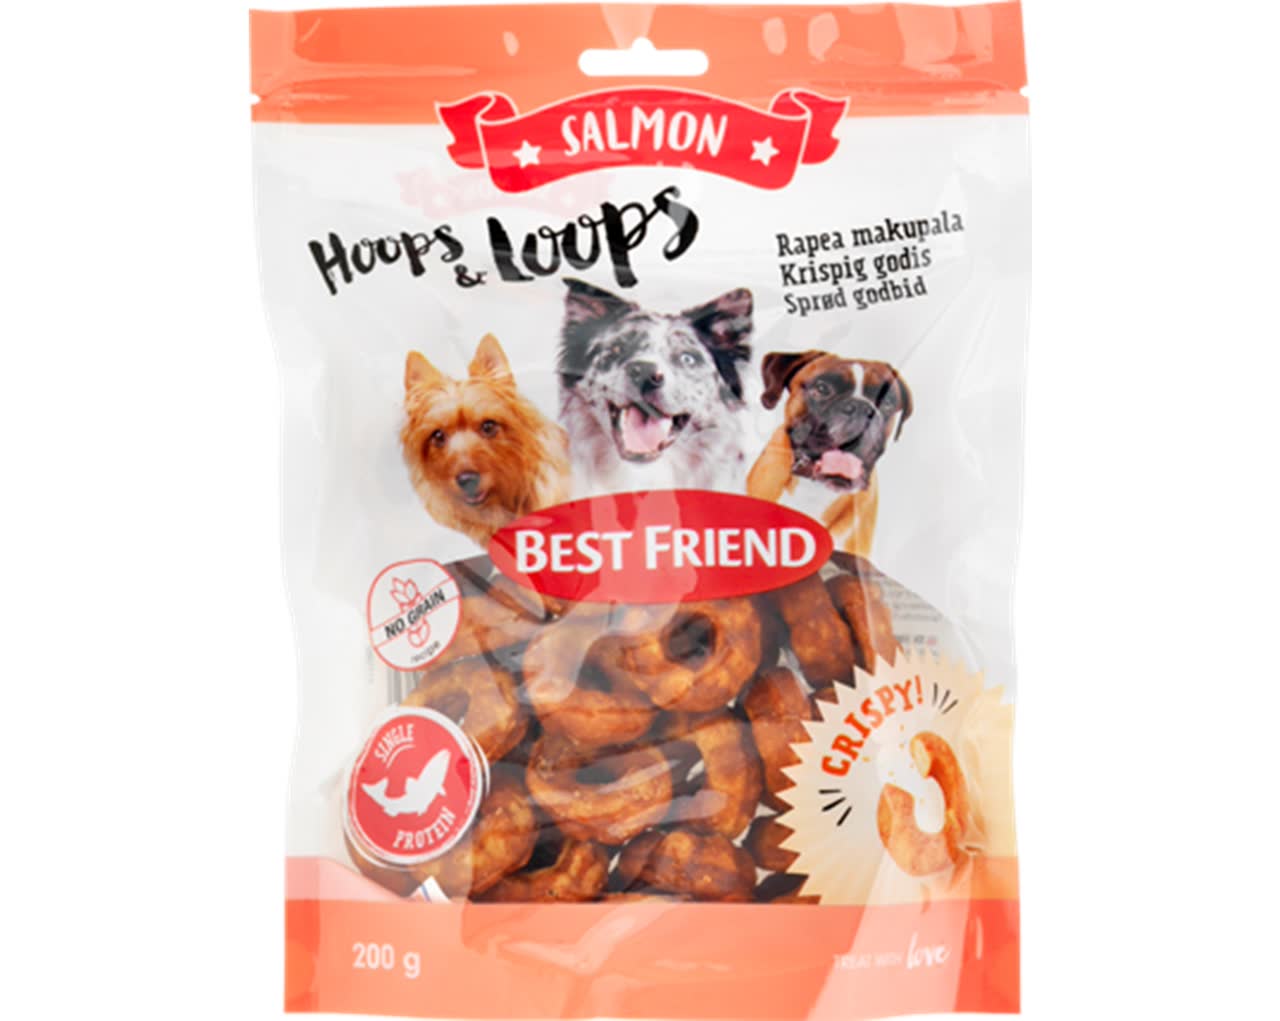 SALMON
Hoops & Loops
Rapea makupala
Krispig godis
Sprød godbid
BEST FRIEND
NO GRAIN
recipe
SINGLE
PROTEIN
CRISPY!
200 g
TREAT WITH love